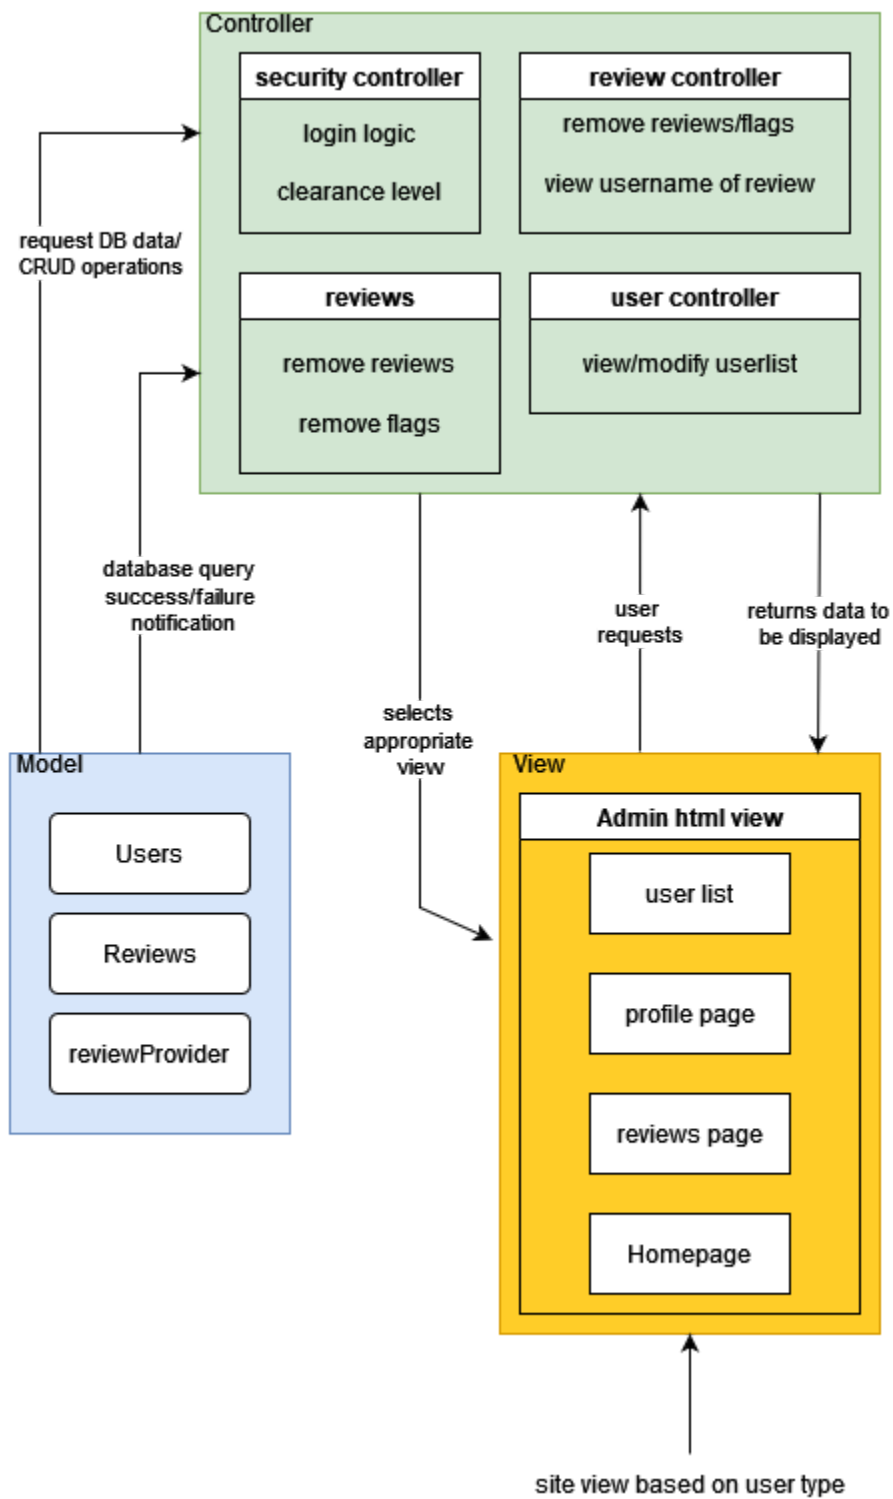 Controller
security controller
login logic
clearance level
review controller
remove reviews/flags
view username of review
request DB data/
CRUD operations
reviews
remove reviews
remove flags
user controller
view/modify userlist
database query
success/failure
notification
user
requests
returns data to
be displayed
selects
appropriate
view
Model
Users
Reviews
reviewProvider
View
Admin html view
user list
profile page
reviews page
Homepage
site view based on user type